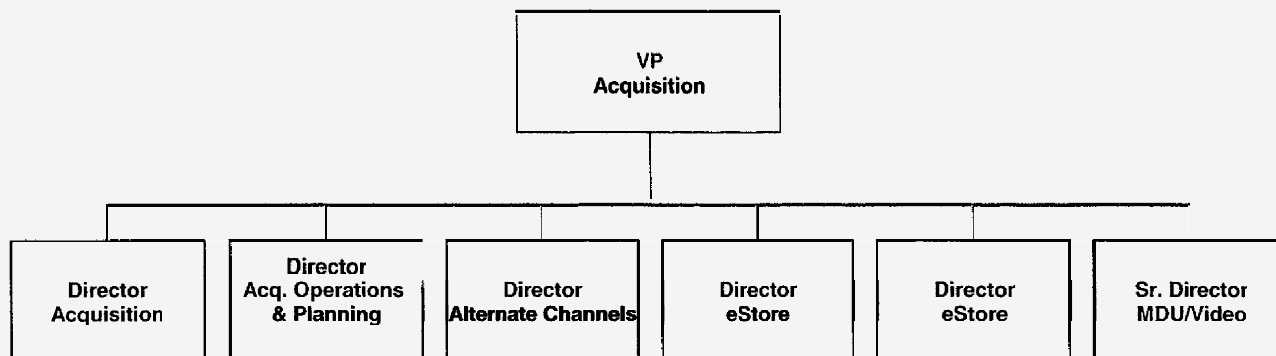 VP
Acquisition
Director
Acquisition
Director
Acq. Operations
& Planning
Director
Alternate Channels
Director
eStore
Director
eStore
Sr. Director
MDU/Video